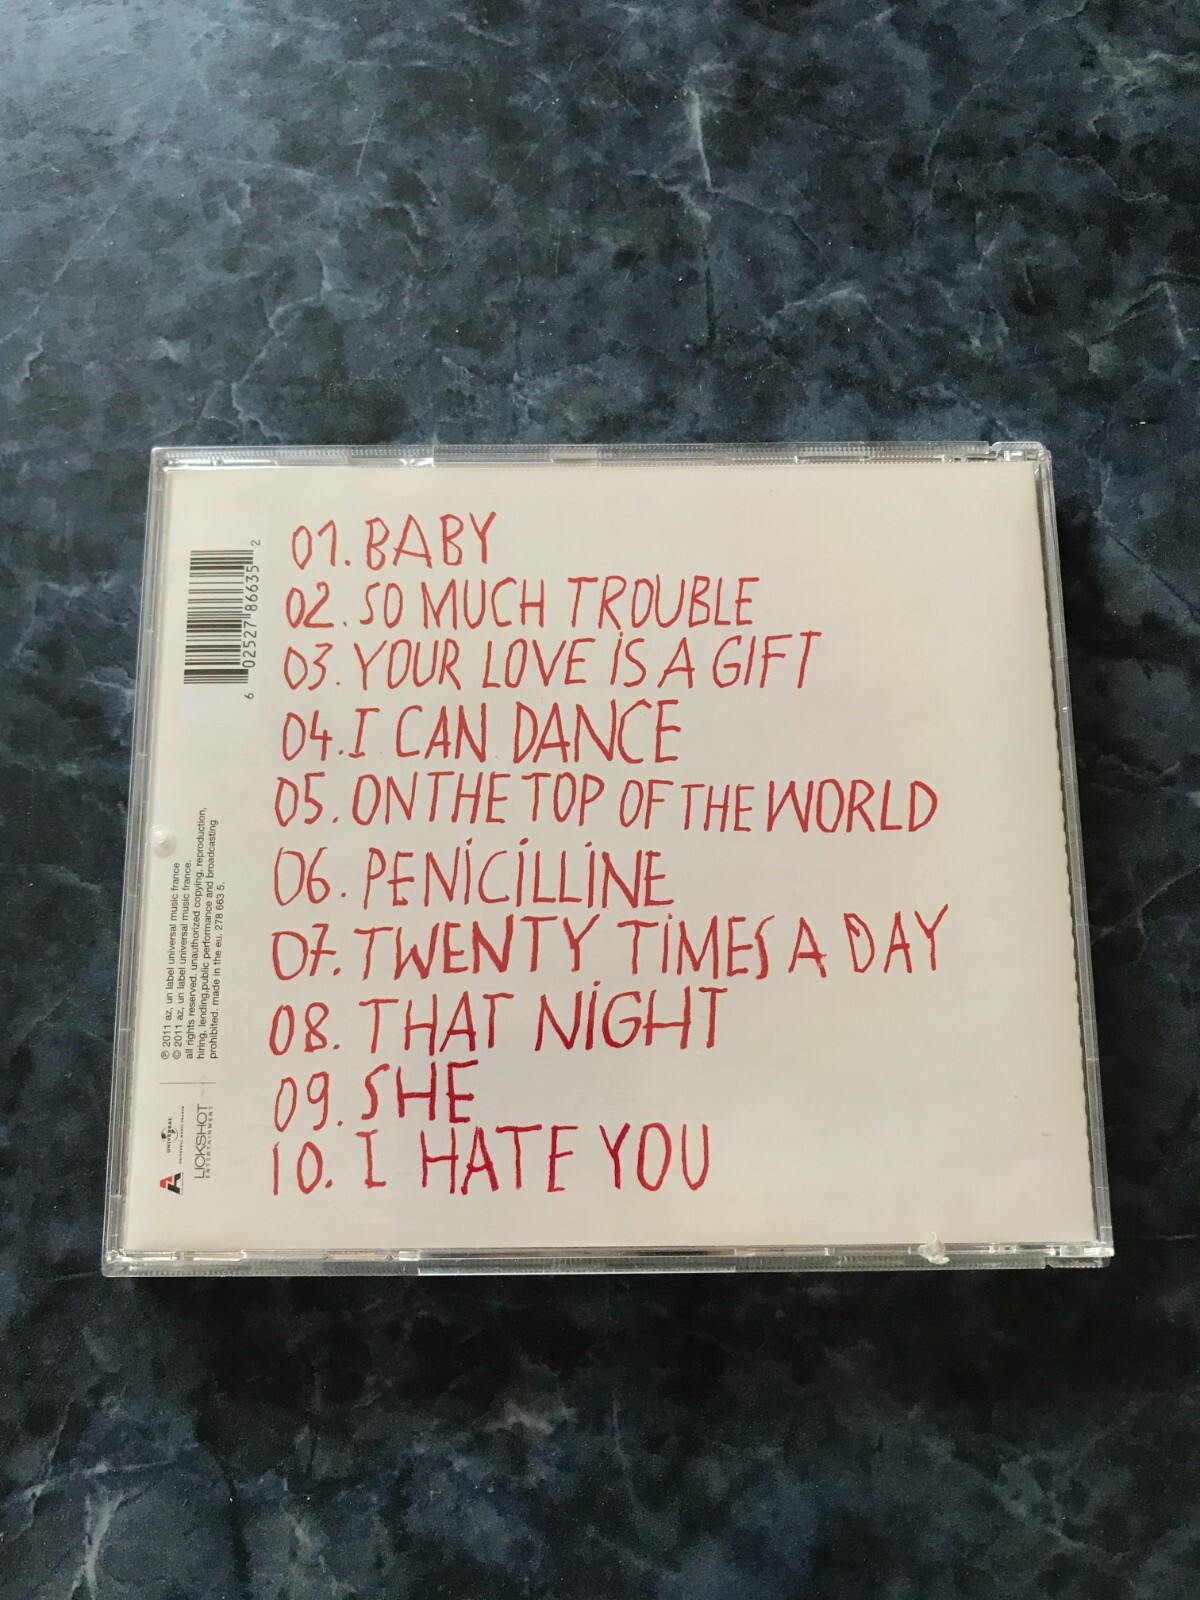 01. BABY
02. SO MUCH TROUBLE
03. YOUR LOVE iS A GIFT
04. I CAN DANCE
05. ON THE TOP OF THE WORLD
06. PENiCiLLiNE
07. TWENTY TiMES A DAY
08. THAT NiGHT
09. SHE
10. I HATE YOU
6 02527 86635 2
℗ 2011 az, un label universal music france
© 2011 az, un label universal music france.
all rights reserved. unauthorized copying, reproduction,
hiring, lending,public performance and broadcasting
prohibited. made in the eu. 278 663 5.
UNIVERSAL
LICKSHOT
ENTERTAINMENT